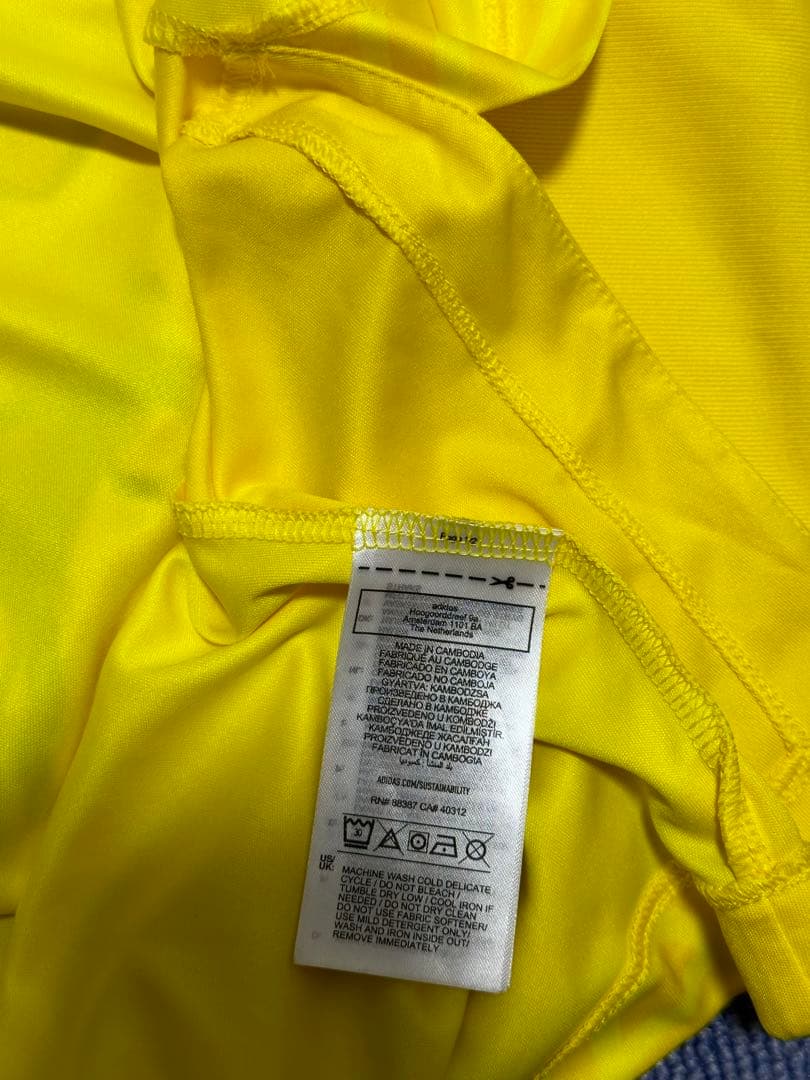 adidas
Hoogoorddreef 9a,
Amsterdam 1101 BA
The Netherlands
MADE IN CAMBODIA
FABRIQUÉ AU CAMBODGE
FABRICADO EN CAMBOYA
FABRICADO NO CAMBOJA
GYÁRTVA: KAMBODZSA
ПРОИЗВЕДЕНО В КАМБОДЖА
СДЕЛАНО В КАМБОДЖЕ
PROIZVEDENO U KOMBODŽI
KAMBOÇYA'DA İMAL EDİLMİŞTİR.
КАМБОДЖЕДЕ ЖАСАЛҒАН
PROIZVEDENO U KAMBODZI
FABRICAT ÎN CAMBOGIA
بلد المنشأ : كمبوديا
ADIDAS.COM/SUSTAINABILITY
RN# 88387 CA# 40312
30
US/
UK:
MACHINE WASH COLD DELICATE
CYCLE / DO NOT BLEACH /
TUMBLE DRY LOW / COOL IRON IF
NEEDED / DO NOT DRY CLEAN
DO NOT USE FABRIC SOFTENER/
USE MILD DETERGENT ONLY/
WASH AND IRON INSIDE OUT/
REMOVE IMMEDIATELY